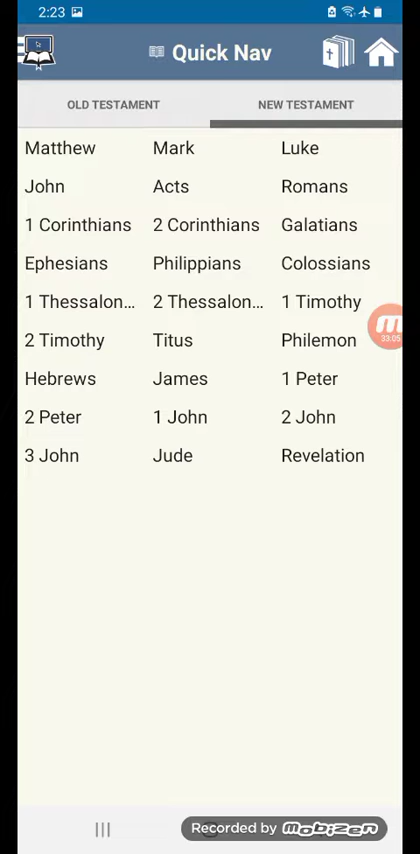 2:23
Quick Nav
OLD TESTAMENT NEW TESTAMENT
Matthew Mark Luke
John Acts Romans
1 Corinthians 2 Corinthians Galatians
Ephesians Philippians Colossians
1 Thessalon... 2 Thessalon... 1 Timothy
2 Timothy Titus Philemon
33:05
Hebrews James 1 Peter
2 Peter 1 John 2 John
3 John Jude Revelation
Recorded by mobizen